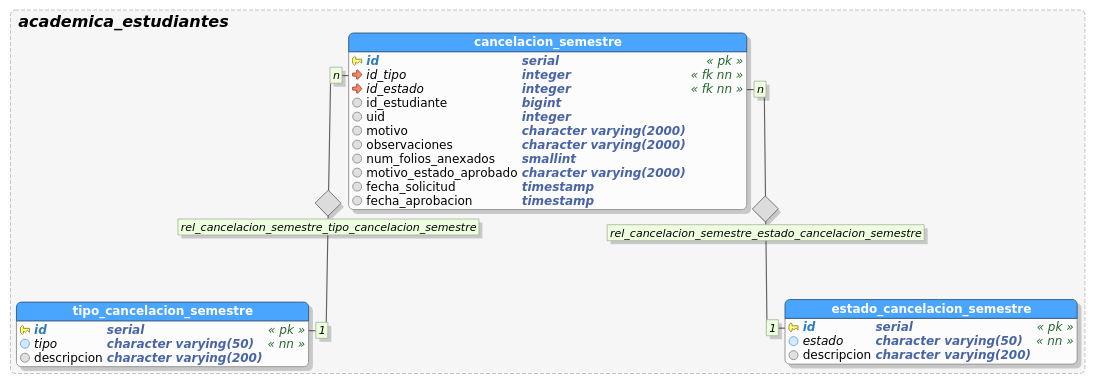 academica_estudiantes
cancelacion_semestre
id serial « pk »
id_tipo integer « fk nn »
id_estado integer « fk nn »
id_estudiante bigint
uid integer
motivo character varying(2000)
observaciones character varying(2000)
num_folios_anexados smallint
motivo_estado_aprobado character varying(2000)
fecha_solicitud timestamp
fecha_aprobacion timestamp
n
n
rel_cancelacion_semestre_tipo_cancelacion_semestre
rel_cancelacion_semestre_estado_cancelacion_semestre
tipo_cancelacion_semestre
id serial « pk »
tipo character varying(50) « nn »
descripcion character varying(200)
1
1
estado_cancelacion_semestre
id serial « pk »
estado character varying(50) « nn »
descripcion character varying(200)